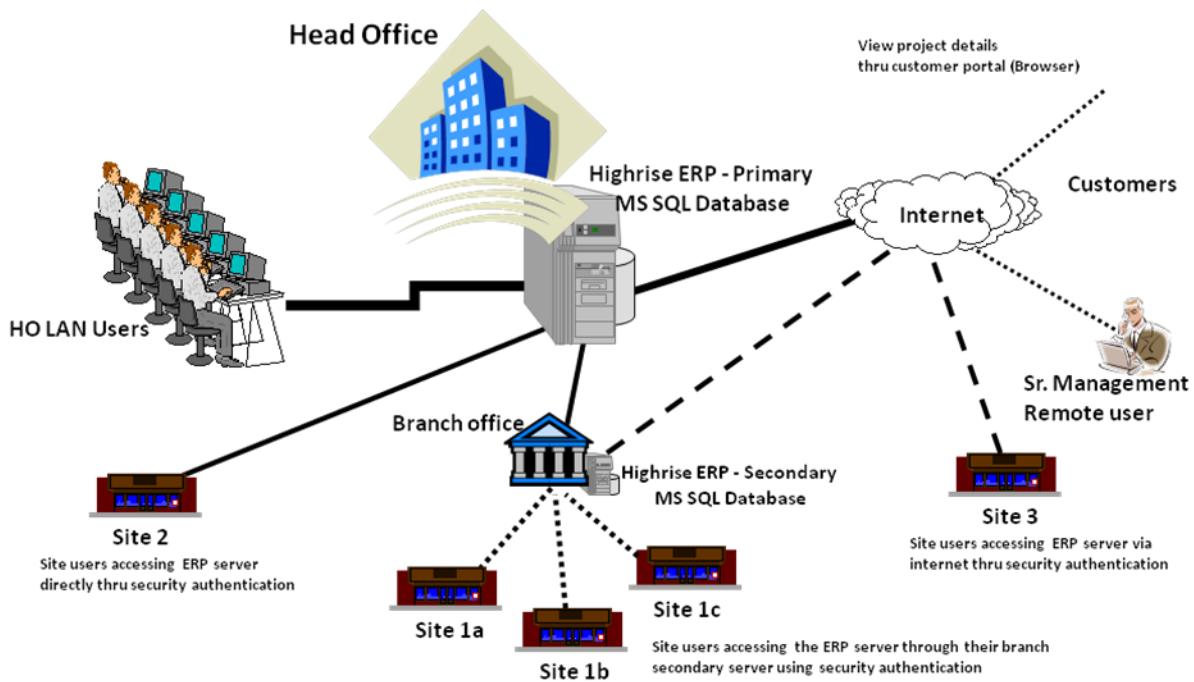 Head Office
View project details
thru customer portal (Browser)
Highrise ERP - Primary
MS SQL Database
Customers
Internet
HO LAN Users
Sr. Management
Remote user
Branch office
Highrise ERP - Secondary
MS SQL Database
Site 2
Site users accessing ERP server
directly thru security authentication
Site 3
Site users accessing ERP server via
internet thru security authentication
Site 1a
Site 1b
Site 1c
Site users accessing the ERP server through their branch
secondary server using security authentication